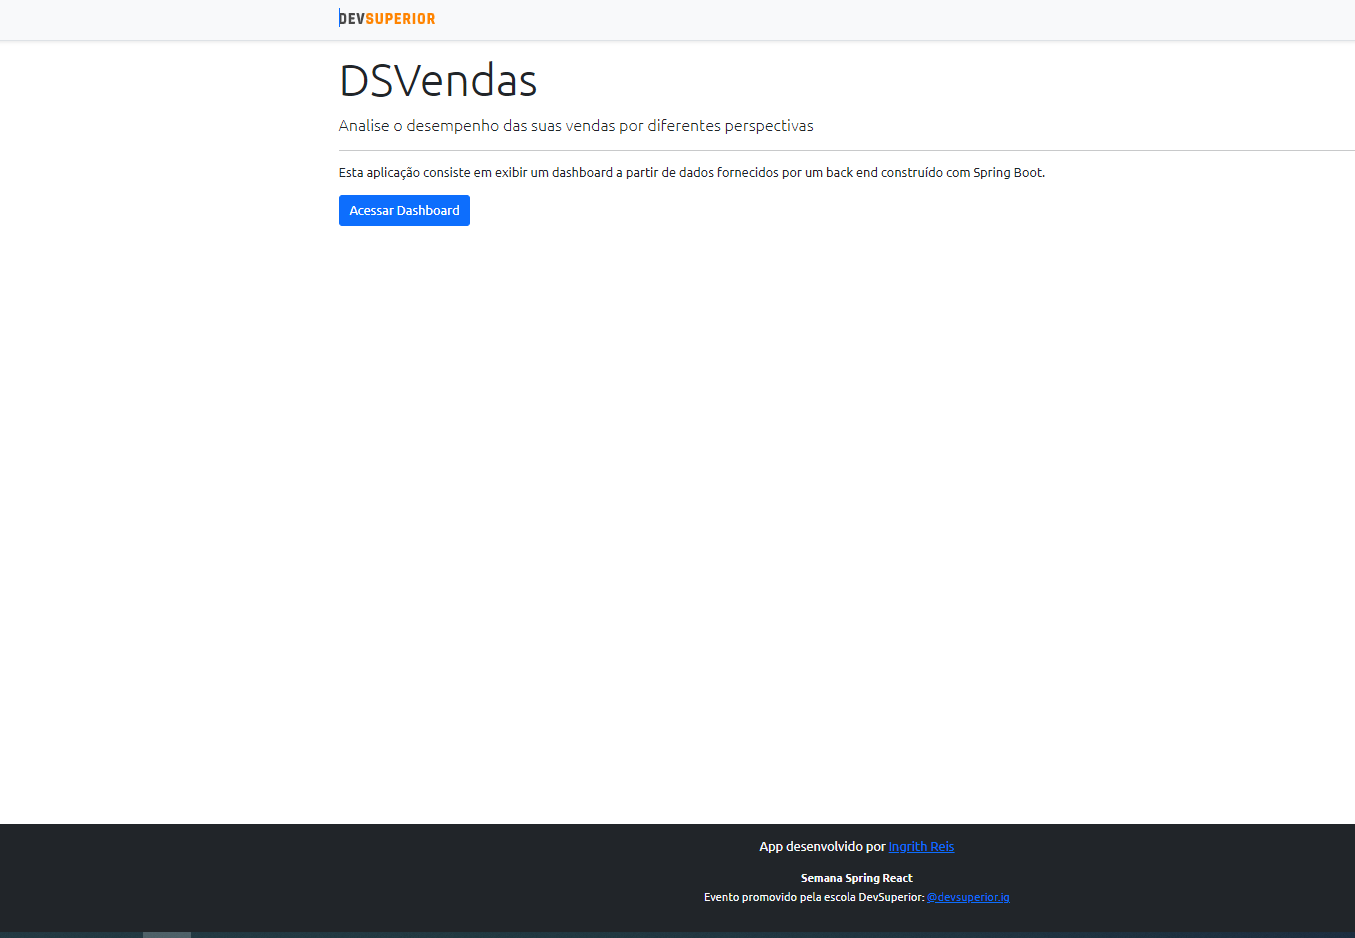 DEVSUPERIOR
DSVendas
Analise o desempenho das suas vendas por diferentes perspectivas
Esta aplicação consiste em exibir um dashboard a partir de dados fornecidos por um back end construído com Spring Boot.
Acessar Dashboard
App desenvolvido por Ingrith Reis
Semana Spring React
Evento promovido pela escola DevSuperior: @devsuperior.ig